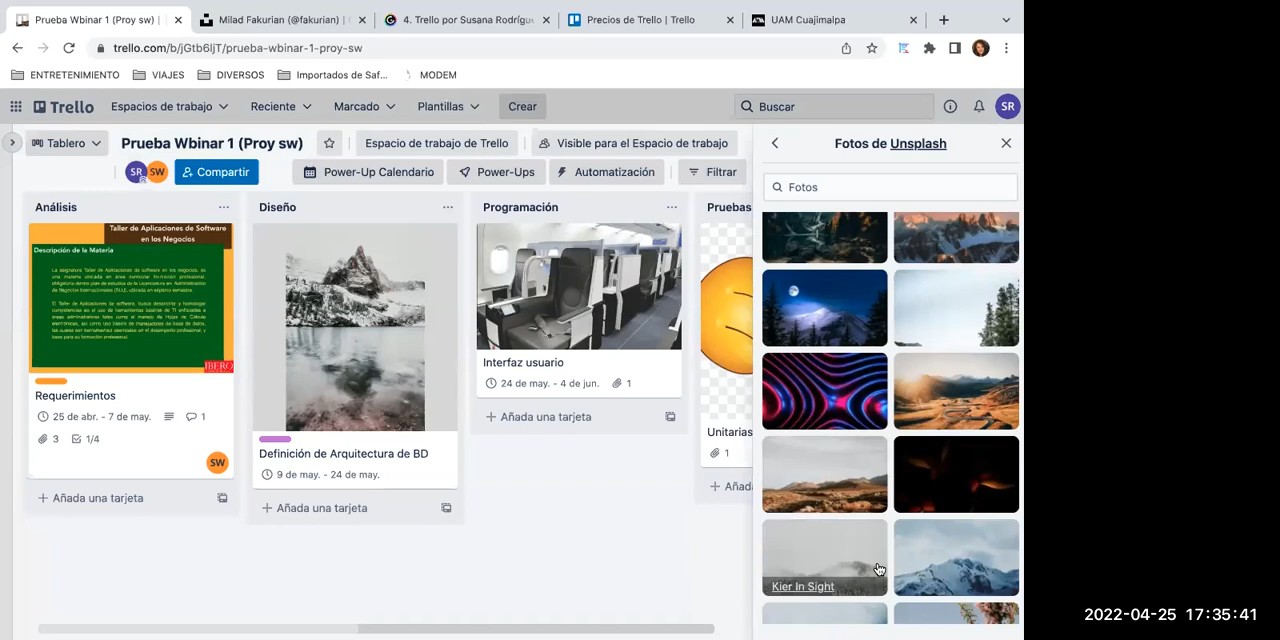 Prueba Wbinar 1 (Proy sw) |
Milad Fakurian (@fakurian) |
4. Trello por Susana Rodrígu
Precios de Trello | Trello
UAM Cuajimalpa
trello.com/b/jGtb6ljT/prueba-wbinar-1-proy-sw
ENTRETENIMIENTO
VIAJES
DIVERSOS
Importados de Saf...
MODEM
Trello
Espacios de trabajo
Reciente
Marcado
Plantillas
Crear
Buscar
SR
Tablero
Prueba Wbinar 1 (Proy sw)
Espacio de trabajo de Trello
Visible para el Espacio de trabajo
SR
SW
Compartir
Power-Up Calendario
Power-Ups
Automatización
Filtrar
Fotos de Unsplash
Fotos
Análisis
Taller de Aplicaciones de Software
en los Negocios
Descripción de la Materia
IBERO
Requerimientos
25 de abr. - 7 de may.
1
3
1/4
SW
Añada una tarjeta
Diseño
Definición de Arquitectura de BD
9 de may. - 24 de may.
Añada una tarjeta
Programación
Interfaz usuario
24 de may. - 4 de jun.
1
Añada una tarjeta
Pruebas
Unitarias
1
Añad
Kier In Sight
2022-04-25 17:35:41